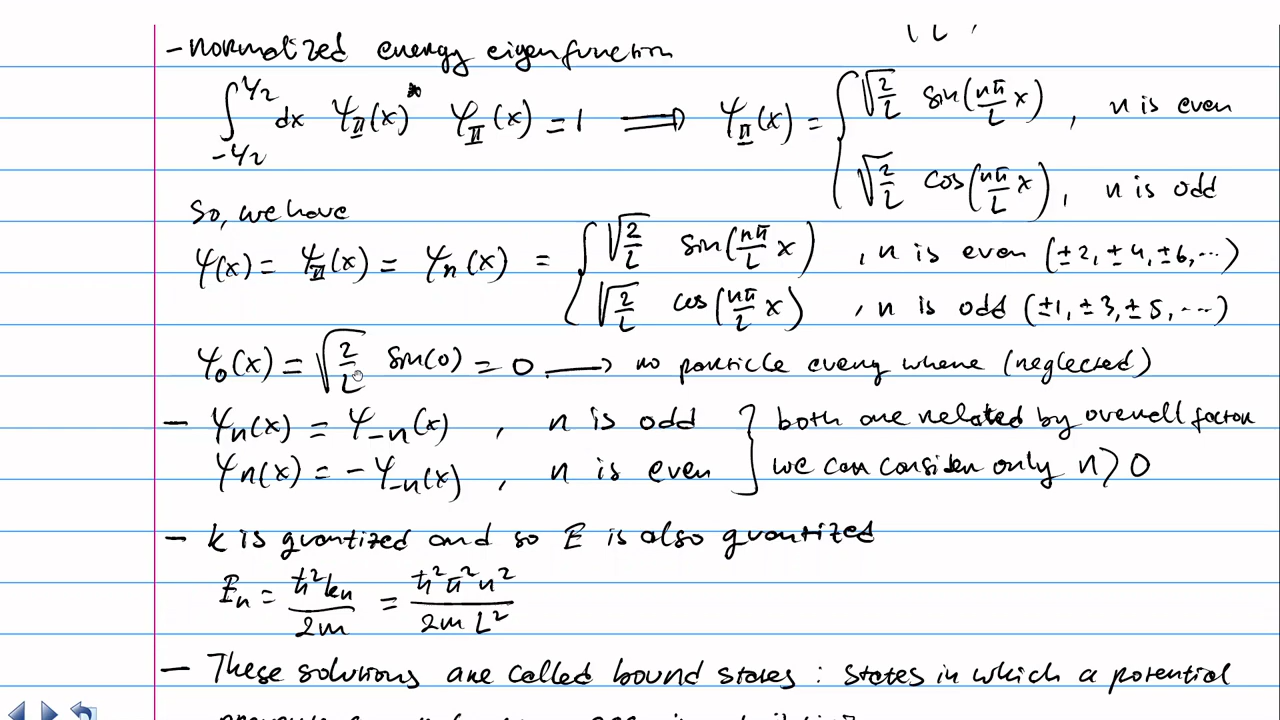 - normalized energy eigenfunction
∫_{-L/2}^{L/2} dx ψ_II(x)* ψ_II(x) = 1 ⟹ ψ_II(x) = { √(2/L) sin(nπ/L x), n is even
√(2/L) cos(nπ/L x), n is odd
So, we have
ψ(x) = ψ_II(x) = ψ_n(x) = { √(2/L) sin(nπ/L x), n is even (±2, ±4, ±6, ...)
√(2/L) cos(nπ/L x), n is odd (±1, ±3, ±5, ...)
ψ_0(x) = √(2/L) sin(0) = 0 ⟶ no particle every where (neglected)
- ψ_n(x) = ψ_-n(x), n is odd } both are related by overall factor
ψ_n(x) = -ψ_-n(x), n is even } we can consider only n > 0
- k is quantized and so E is also quantized
E_n = ħ²k_n / 2m = ħ²π²n² / 2mL²
- These solutions are called bound states : states in which a potential